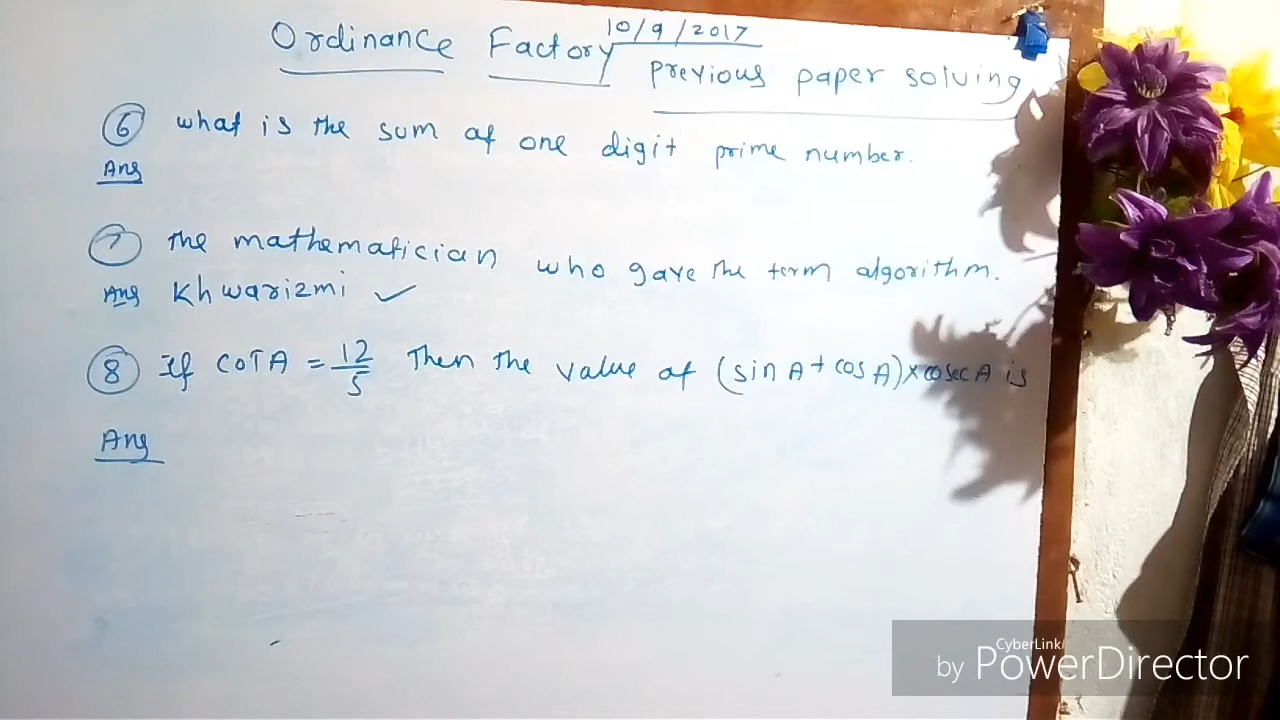 Ordinance Factory 10/9/2017
Previous paper solving
6 what is the sum of one digit prime number.
Ans
7 The mathematician who gave the term algorithm.
Ans Khwarizmi ✓
8 If COTA = 12/5 Then the value of (sin A + cos A) × cosec A is
Ans
CyberLink
by PowerDirector